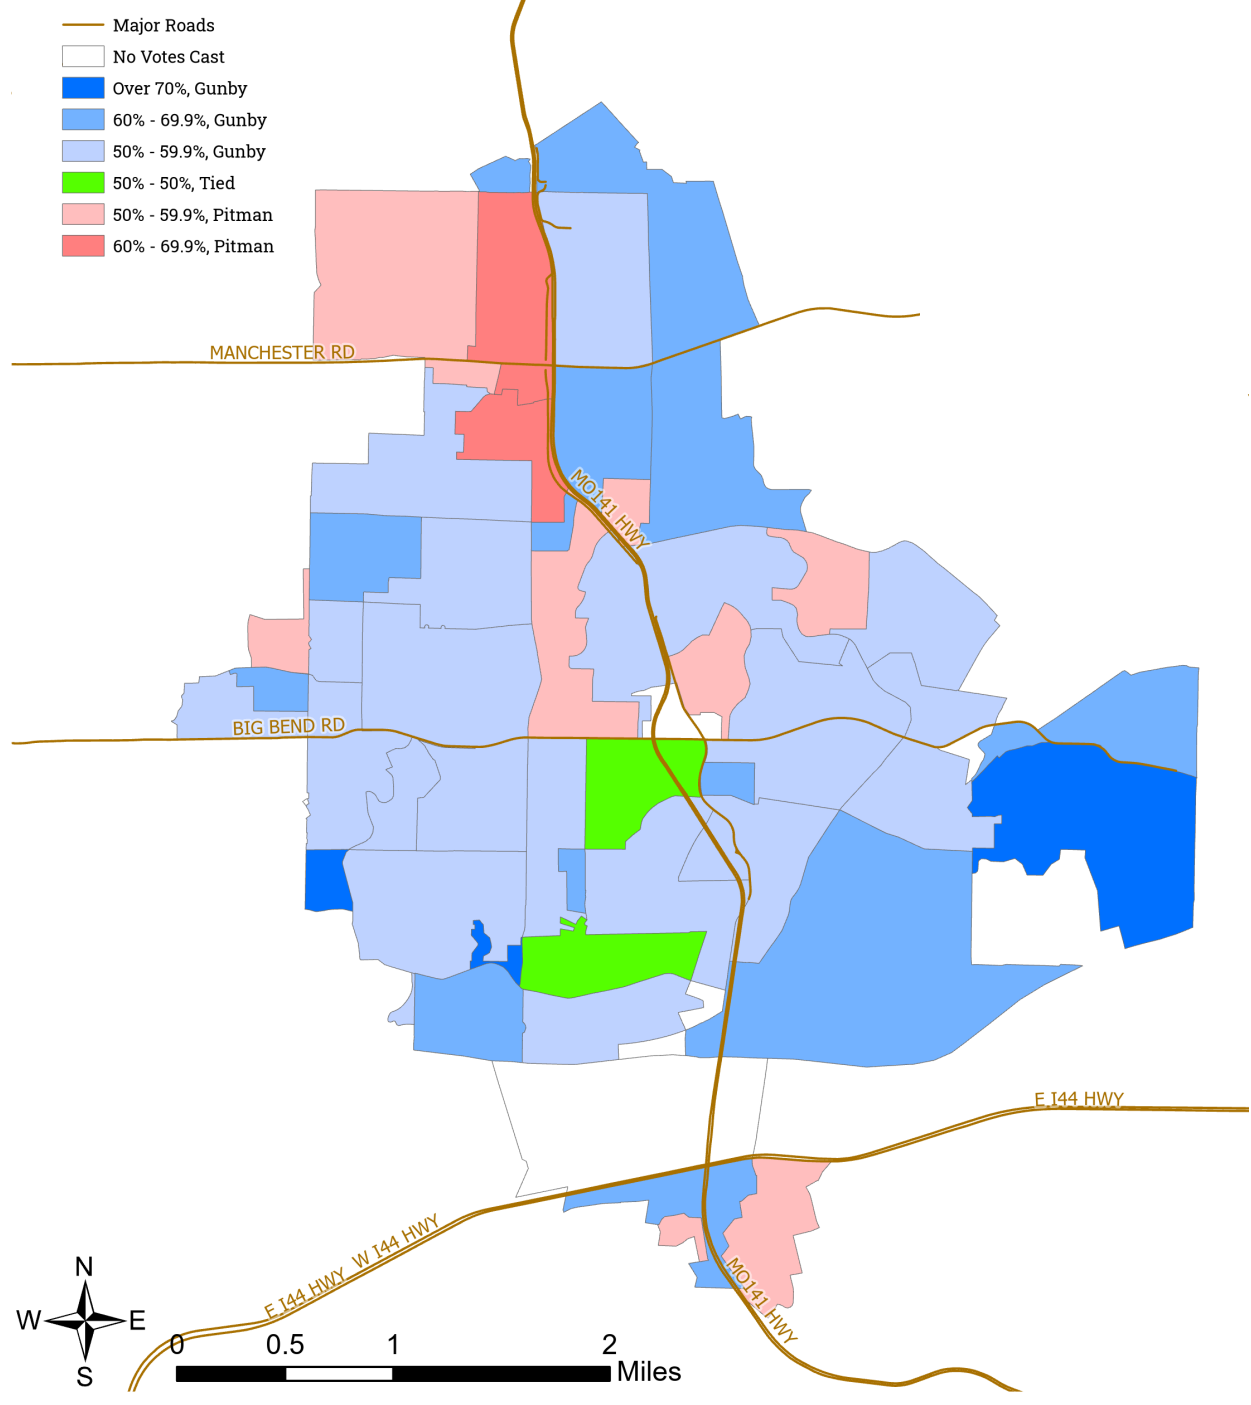 Major Roads
No Votes Cast
Over 70%, Gunby
60% - 69.9%, Gunby
50% - 59.9%, Gunby
50% - 50%, Tied
50% - 59.9%, Pitman
60% - 69.9%, Pitman
MANCHESTER RD
MO141 HWY
BIG BEND RD
E I44 HWY
W I44 HWY
E I44 HWY
MO141 HWY
N
W E
S
0 0.5 1 2
Miles